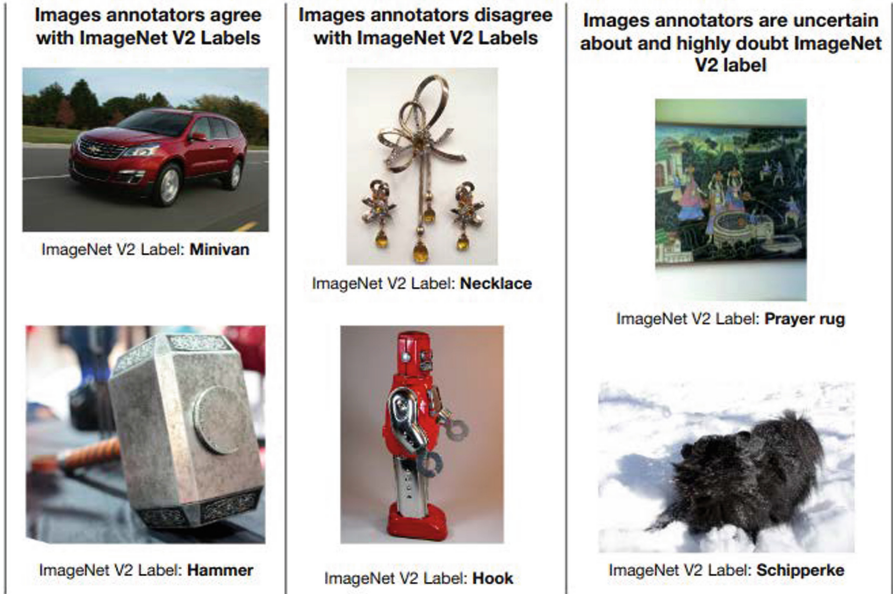 Images annotators agree
with ImageNet V2 Labels
ImageNet V2 Label: Minivan
ImageNet V2 Label: Hammer
Images annotators disagree
with ImageNet V2 Labels
ImageNet V2 Label: Necklace
ImageNet V2 Label: Hook
Images annotators are uncertain
about and highly doubt ImageNet
V2 label
ImageNet V2 Label: Prayer rug
ImageNet V2 Label: Schipperke